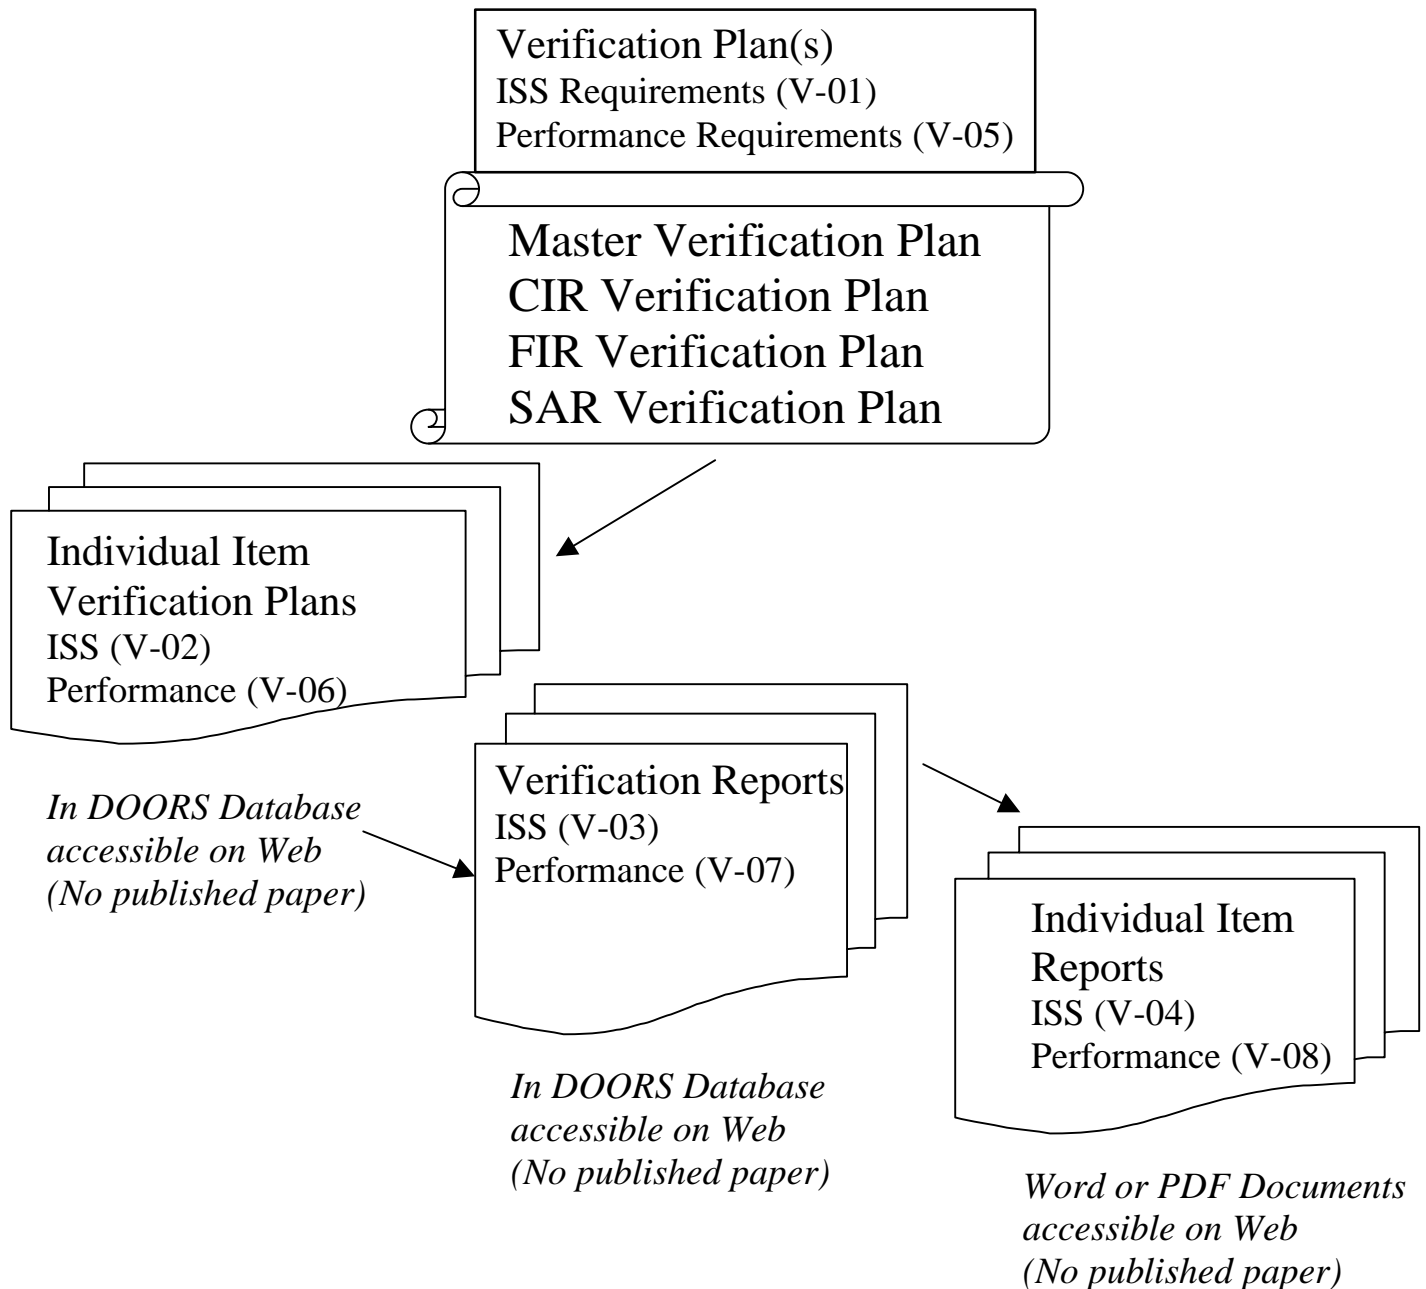 Verification Plan(s)
ISS Requirements (V-01)
Performance Requirements (V-05)
Master Verification Plan
CIR Verification Plan
FIR Verification Plan
SAR Verification Plan
Individual Item
Verification Plans
ISS (V-02)
Performance (V-06)
In DOORS Database
accessible on Web
(No published paper)
Verification Reports
ISS (V-03)
Performance (V-07)
In DOORS Database
accessible on Web
(No published paper)
Individual Item
Reports
ISS (V-04)
Performance (V-08)
Word or PDF Documents
accessible on Web
(No published paper)